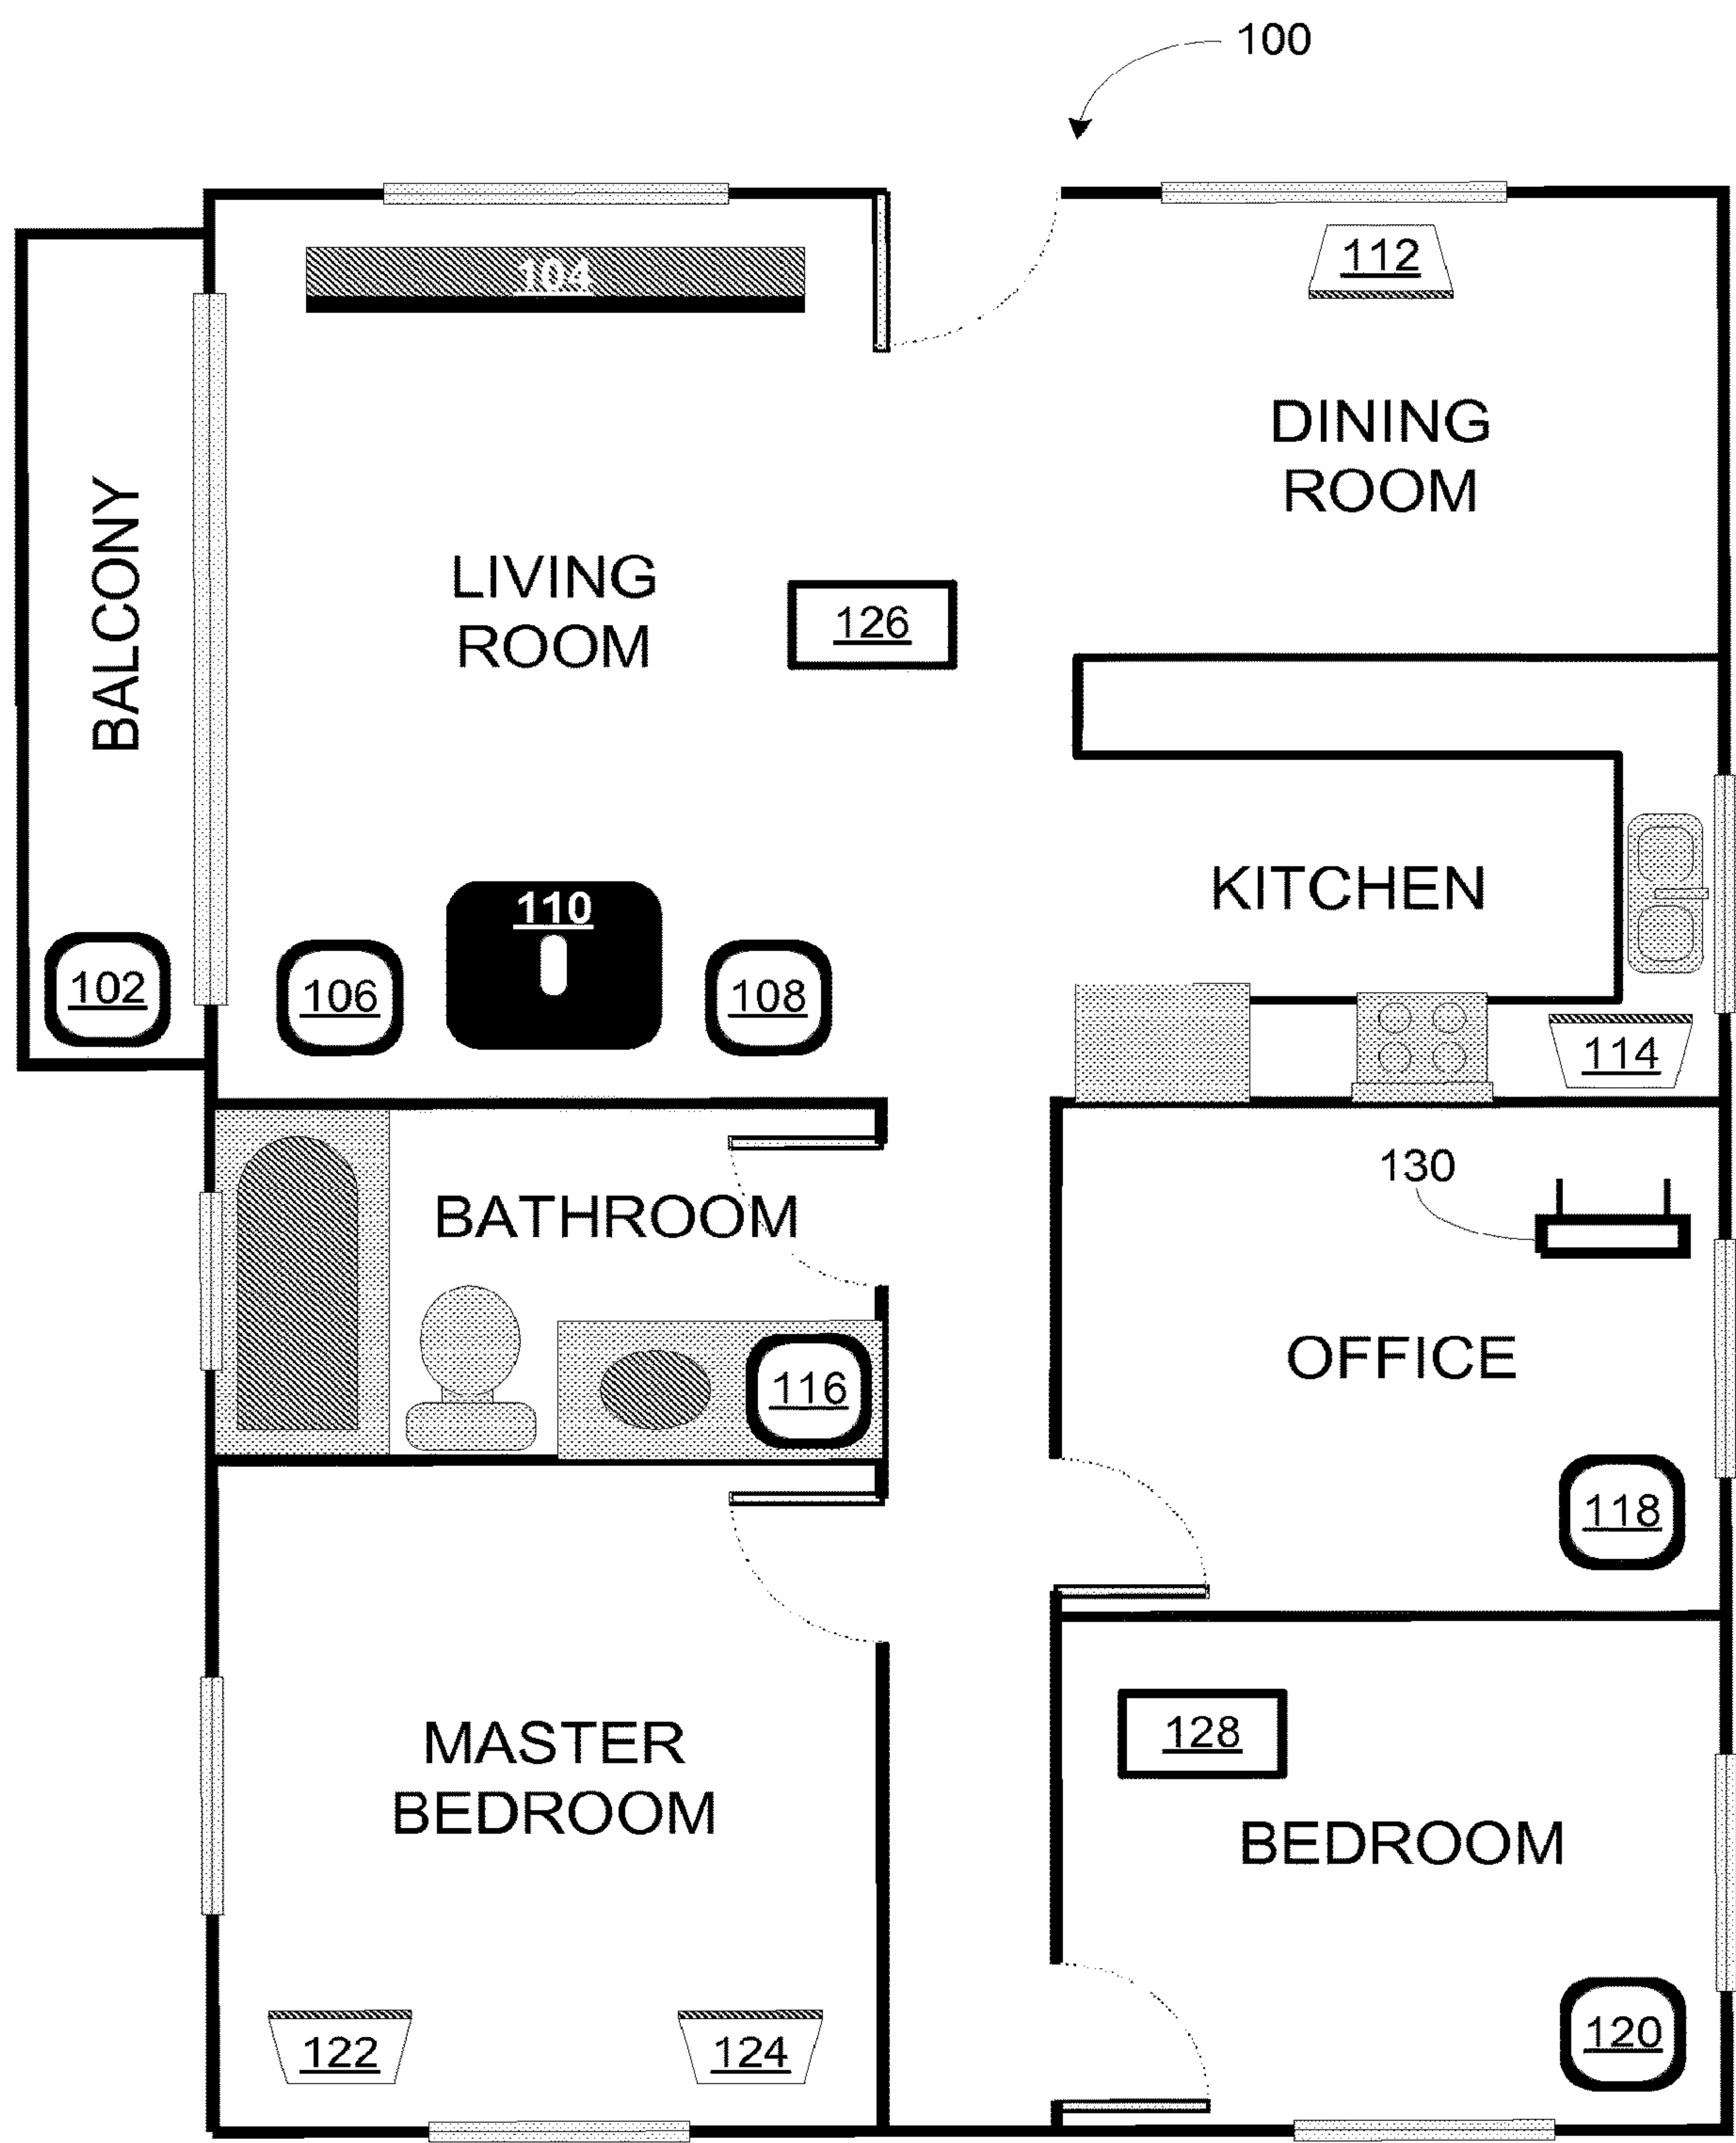 100
104
112
DINING
ROOM
BALCONY
LIVING
ROOM
126
KITCHEN
110
102
106
108
114
130
BATHROOM
OFFICE
116
118
MASTER
BEDROOM
128
BEDROOM
122
124
120